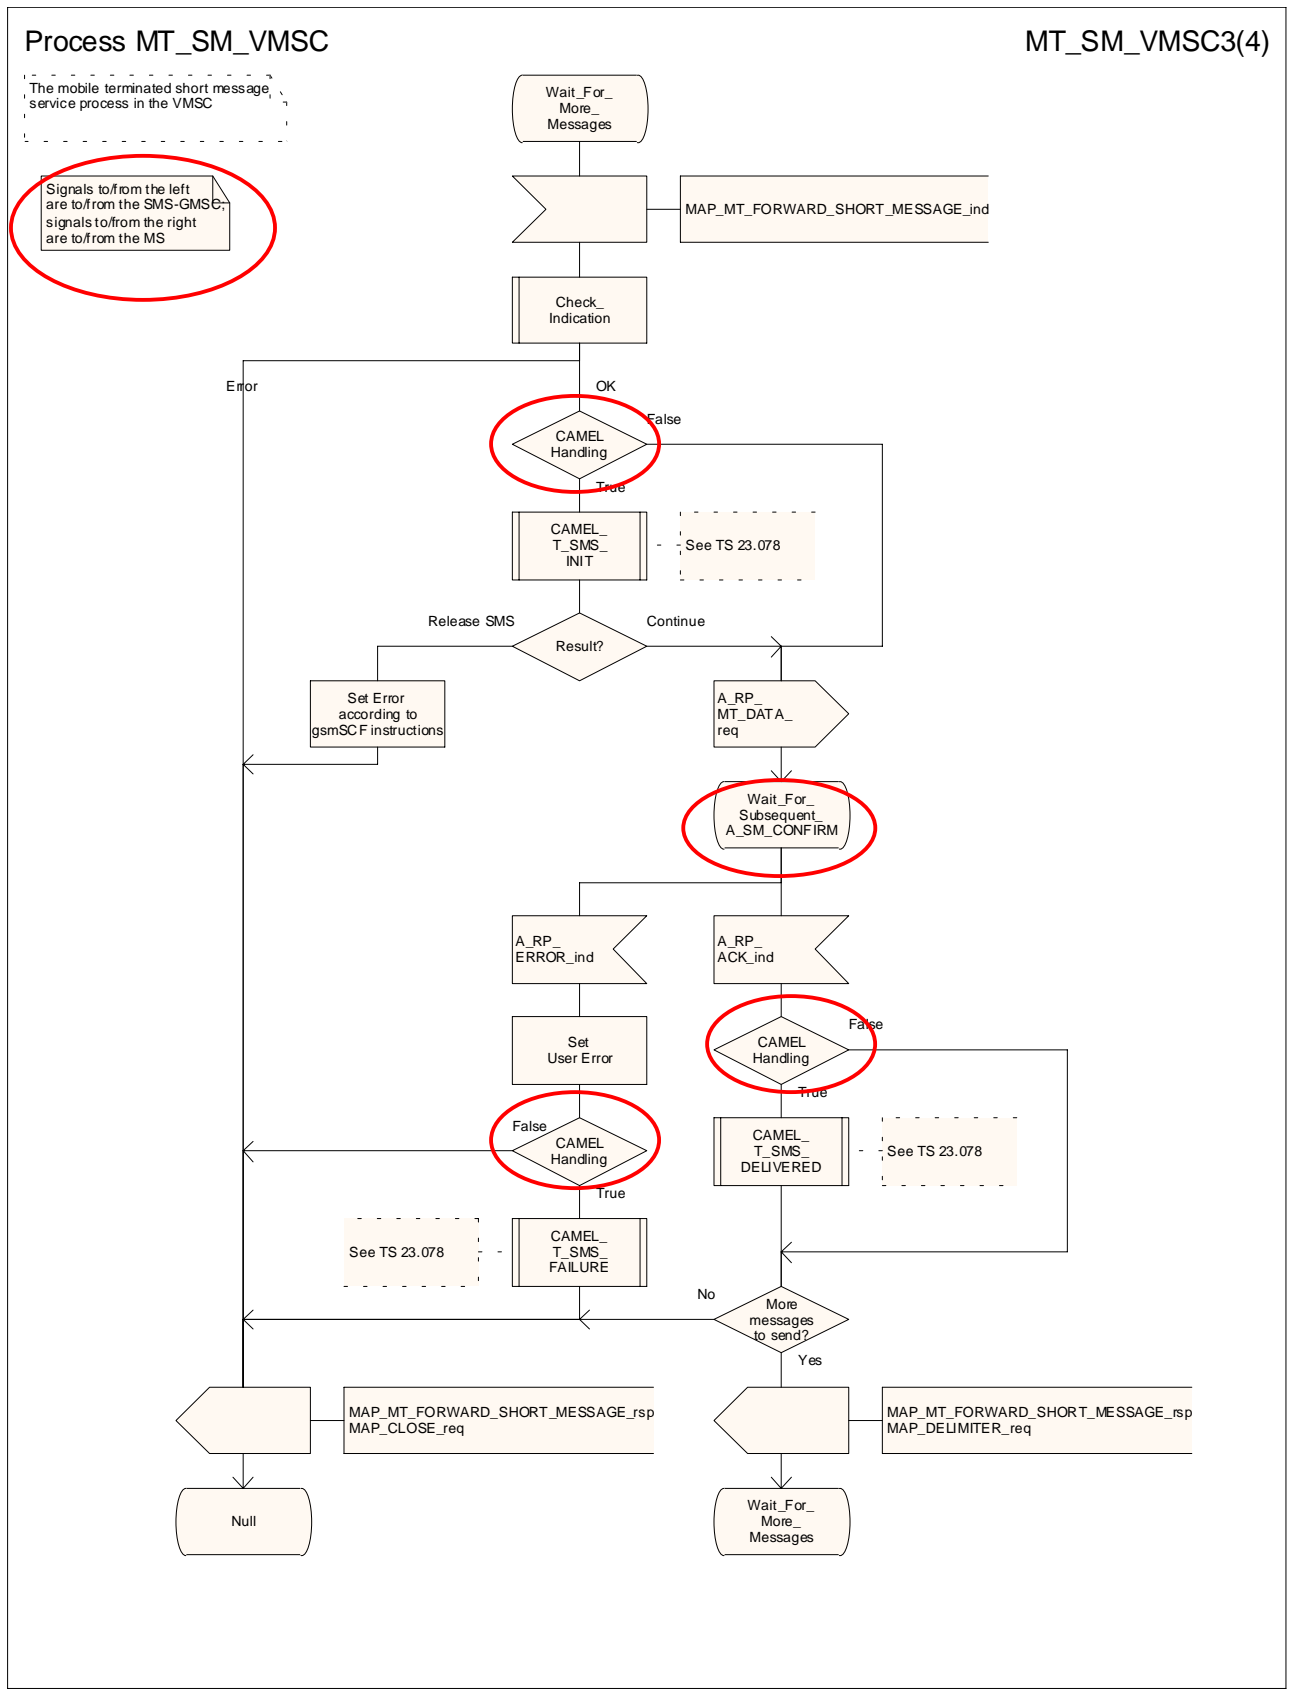 Process MT_SM_VMSC
MT_SM_VMSC3(4)
The mobile terminated short message
service process in the VMSC
Signals to/from the left
are to/from the SMS-GMSC;
signals to/from the right
are to/from the MS
Wait_For_
More_
Messages
MAP_MT_FORWARD_SHORT_MESSAGE_ind
Check_
Indication
Error
OK
CAMEL
Handling
False
True
CAMEL_
T_SMS_
INIT
See TS 23.078
Release SMS
Result?
Continue
Set Error
according to
gsmSCF instructions
A_RP_
MT_DATA_
req
Wait_For_
Subsequent_
A_SM_CONFIRM
A_RP_
ERROR_ind
A_RP_
ACK_ind
Set
User Error
CAMEL
Handling
False
True
False
CAMEL
Handling
True
CAMEL_
T_SMS_
DELIVERED
See TS 23.078
See TS 23.078
CAMEL_
T_SMS_
FAILURE
No
More
messages
to send?
Yes
MAP_MT_FORWARD_SHORT_MESSAGE_rsp
MAP_CLOSE_req
MAP_MT_FORWARD_SHORT_MESSAGE_rsp
MAP_DELIMITER_req
Null
Wait_For_
More_
Messages